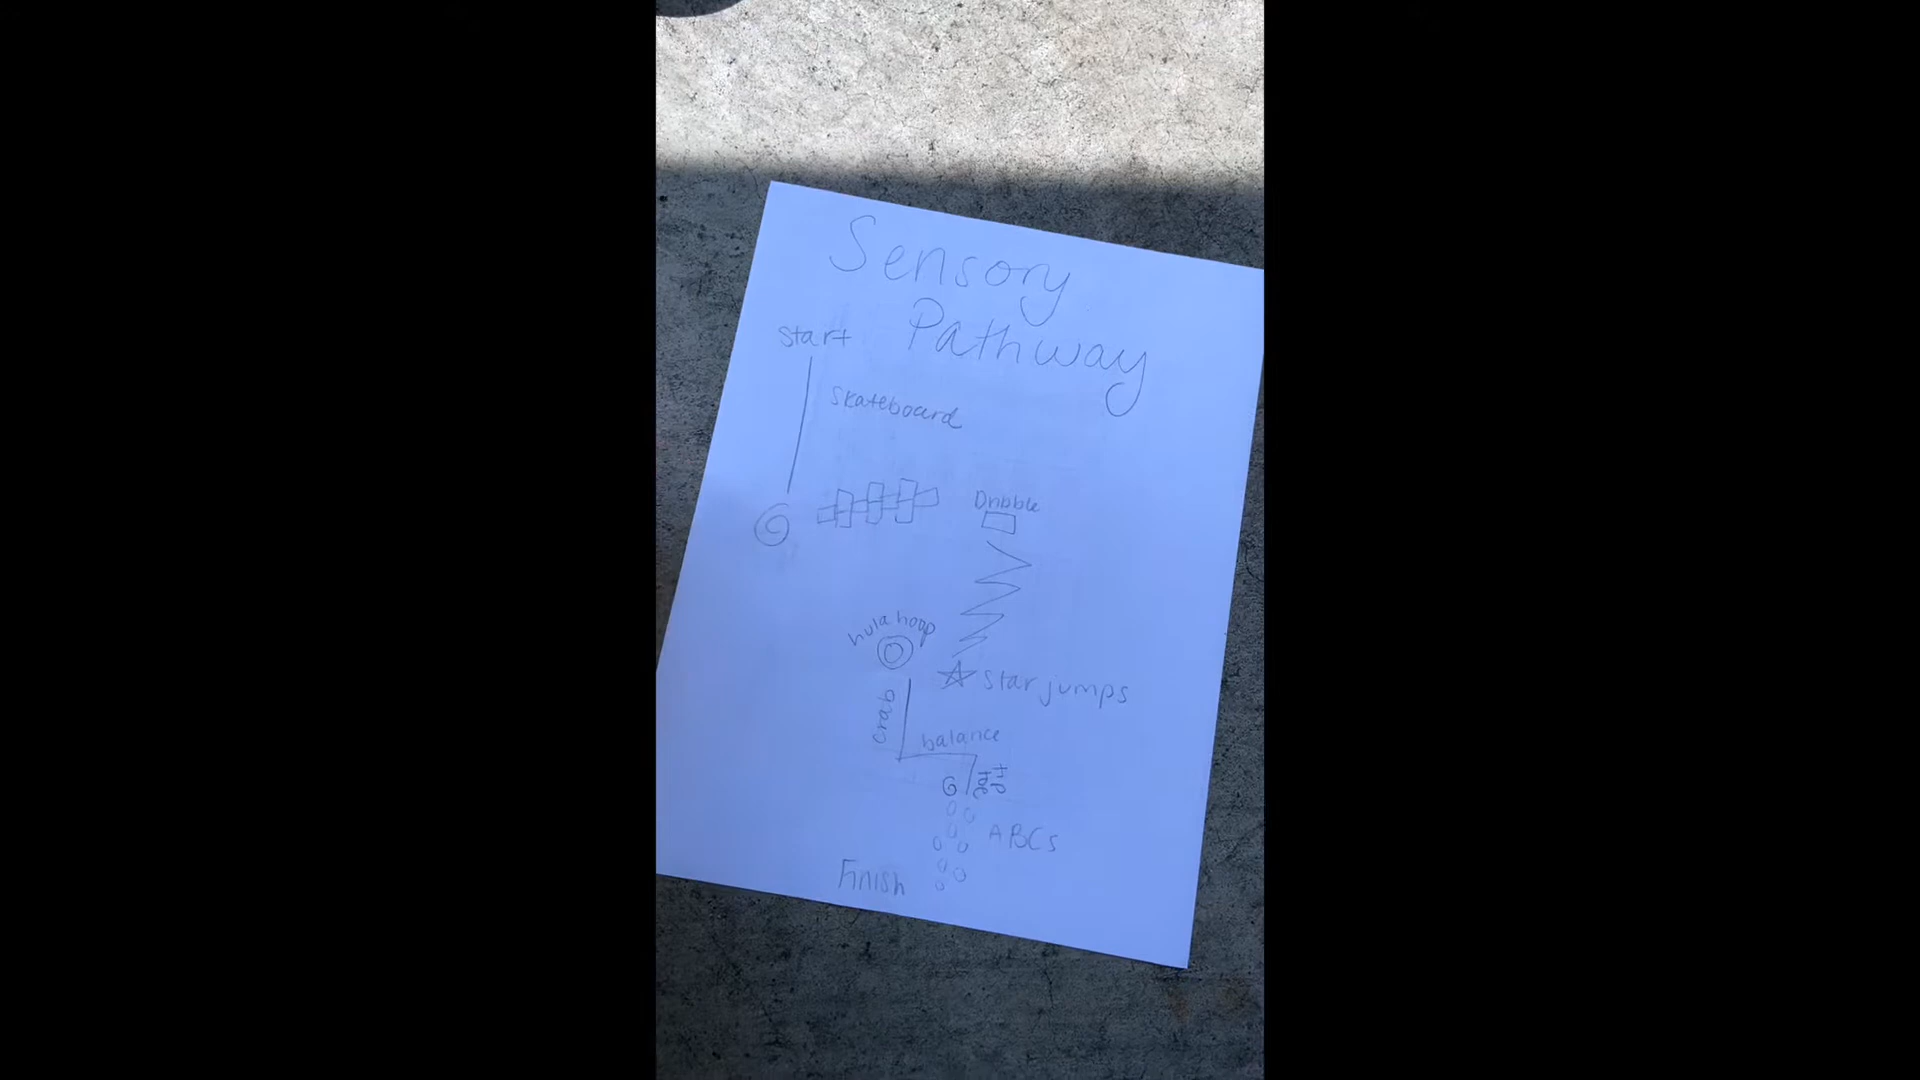 Sensory
Pathway
start
skateboard
Dribble
hula hoop
star jumps
crab
balance
ABCs
Finish